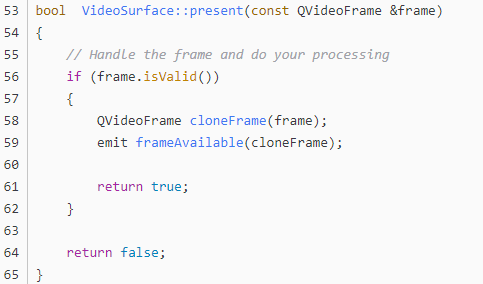 53 bool  VideoSurface::present(const QVideoFrame &frame)
54 {
55     // Handle the frame and do your processing
56     if (frame.isValid())
57     {
58         QVideoFrame cloneFrame(frame);
59         emit frameAvailable(cloneFrame);
60
61         return true;
62     }
63
64     return false;
65 }